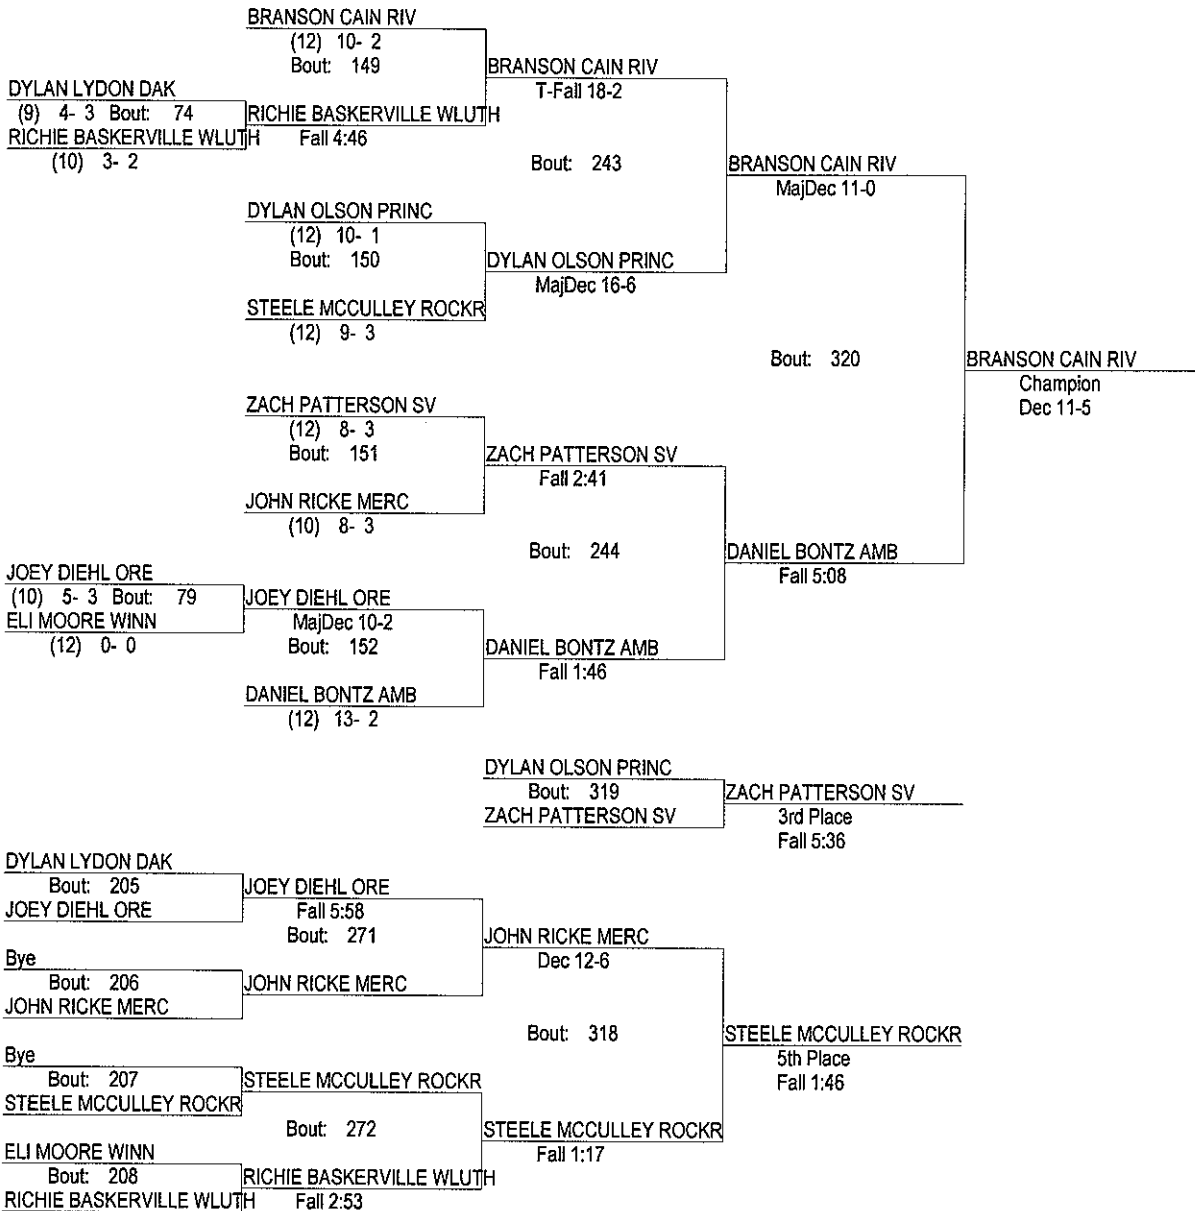 BRANSON CAIN RIV
(12) 10- 2
Bout: 149
BRANSON CAIN RIV
T-Fall 18-2
DYLAN LYDON DAK
(9) 4- 3 Bout: 74
RICHIE BASKERVILLE WLUTH
RICHIE BASKERVILLE WLUTH
Fall 4:46
(10) 3- 2
Bout: 243
BRANSON CAIN RIV
MajDec 11-0
DYLAN OLSON PRINC
(12) 10- 1
Bout: 150
DYLAN OLSON PRINC
MajDec 16-6
STEELE MCCULLEY ROCKR
(12) 9- 3
Bout: 320
BRANSON CAIN RIV
Champion
Dec 11-5
ZACH PATTERSON SV
(12) 8- 3
Bout: 151
ZACH PATTERSON SV
Fall 2:41
JOHN RICKE MERC
(10) 8- 3
Bout: 244
DANIEL BONTZ AMB
Fall 5:08
JOEY DIEHL ORE
(10) 5- 3 Bout: 79
JOEY DIEHL ORE
ELI MOORE WINN
MajDec 10-2
(12) 0- 0
Bout: 152
DANIEL BONTZ AMB
Fall 1:46
DANIEL BONTZ AMB
(12) 13- 2
DYLAN OLSON PRINC
Bout: 319
ZACH PATTERSON SV
ZACH PATTERSON SV
3rd Place
Fall 5:36
DYLAN LYDON DAK
Bout: 205
JOEY DIEHL ORE
JOEY DIEHL ORE
Fall 5:58
Bout: 271
JOHN RICKE MERC
Dec 12-6
Bye
Bout: 206
JOHN RICKE MERC
JOHN RICKE MERC
Bout: 318
STEELE MCCULLEY ROCKR
5th Place
Fall 1:46
Bye
Bout: 207
STEELE MCCULLEY ROCKR
STEELE MCCULLEY ROCKR
Bout: 272
STEELE MCCULLEY ROCKR
Fall 1:17
ELI MOORE WINN
Bout: 208
RICHIE BASKERVILLE WLUTH
RICHIE BASKERVILLE WLUTH
Fall 2:53